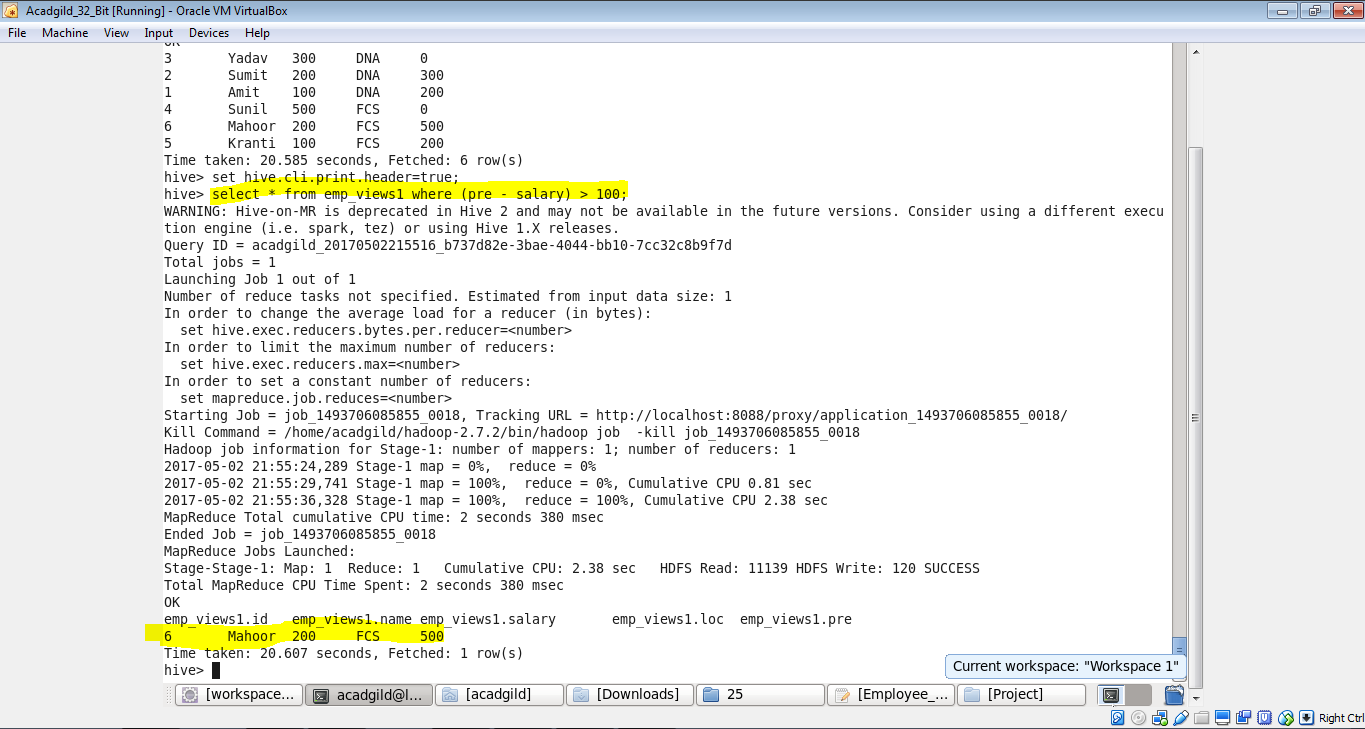 Acadgild_32_Bit [Running] - Oracle VM VirtualBox
File Machine View Input Devices Help
OK
3 Yadav 300 DNA 0
2 Sumit 200 DNA 300
1 Amit 100 DNA 200
4 Sunil 500 FCS 0
6 Mahoor 200 FCS 500
5 Kranti 100 FCS 200
Time taken: 20.585 seconds, Fetched: 6 row(s)
hive> set hive.cli.print.header=true;
hive> select * from emp_views1 where (pre - salary) > 100;
WARNING: Hive-on-MR is deprecated in Hive 2 and may not be available in the future versions. Consider using a different execu
tion engine (i.e. spark, tez) or using Hive 1.X releases.
Query ID = acadgild_20170502215516_b737d82e-3bae-4044-bb10-7cc32c8b9f7d
Total jobs = 1
Launching Job 1 out of 1
Number of reduce tasks not specified. Estimated from input data size: 1
In order to change the average load for a reducer (in bytes):
  set hive.exec.reducers.bytes.per.reducer=<number>
In order to limit the maximum number of reducers:
  set hive.exec.reducers.max=<number>
In order to set a constant number of reducers:
  set mapreduce.job.reduces=<number>
Starting Job = job_1493706085855_0018, Tracking URL = http://localhost:8088/proxy/application_1493706085855_0018/
Kill Command = /home/acadgild/hadoop-2.7.2/bin/hadoop job  -kill job_1493706085855_0018
Hadoop job information for Stage-1: number of mappers: 1; number of reducers: 1
2017-05-02 21:55:24,289 Stage-1 map = 0%,  reduce = 0%
2017-05-02 21:55:29,741 Stage-1 map = 100%,  reduce = 0%, Cumulative CPU 0.81 sec
2017-05-02 21:55:36,328 Stage-1 map = 100%,  reduce = 100%, Cumulative CPU 2.38 sec
MapReduce Total cumulative CPU time: 2 seconds 380 msec
Ended Job = job_1493706085855_0018
MapReduce Jobs Launched:
Stage-Stage-1: Map: 1  Reduce: 1   Cumulative CPU: 2.38 sec   HDFS Read: 11139 HDFS Write: 120 SUCCESS
Total MapReduce CPU Time Spent: 2 seconds 380 msec
OK
emp_views1.id emp_views1.name emp_views1.salary emp_views1.loc emp_views1.pre
6 Mahoor 200 FCS 500
Time taken: 20.607 seconds, Fetched: 1 row(s)
hive>
Current workspace: "Workspace 1"
[workspace... acadgild@l... [acadgild] [Downloads] 25 [Employee_... [Project]
Right Ctrl